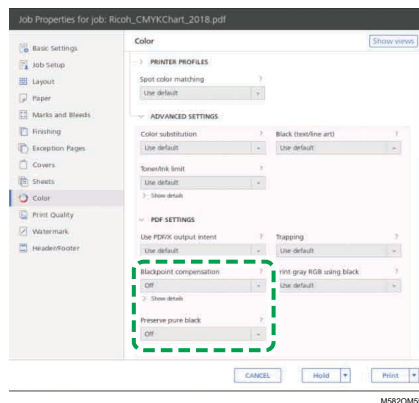 Job Properties for job: Ricoh_CMYKChart_2018.pdf
Basic Settings
Job Setup
Layout
Paper
Marks and Bleeds
Finishing
Exception Pages
Covers
Sheets
Color
Print Quality
Watermark
Header/Footer
Color
Show views
PRINTER PROFILES
Spot color matching ?
Use default
ADVANCED SETTINGS
Color substitution ? Black (text/line art) ?
Use default Use default
Toner/Ink limit ?
Use default
> Show details
PDF SETTINGS
Use PDF/X output intent ? Trapping ?
Use default Use default
Blackpoint compensation ? rint gray RGB using black ?
Off Use default
> Show details
Preserve pure black ?
Off
CANCEL Hold Print